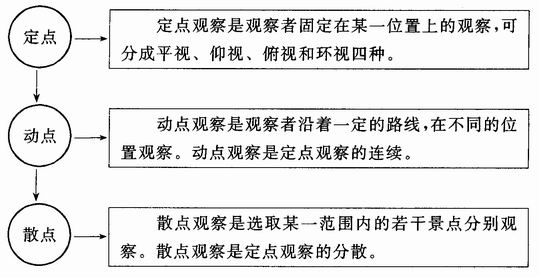 定点
定点观察是观察者固定在某一位置上的观察,可
分成平视、仰视、俯视和环视四种。
动点
动点观察是观察者沿着一定的路线,在不同的位
置观察。动点观察是定点观察的连续。
散点
散点观察是选取某一范围内的若干景点分别观
察。散点观察是定点观察的分散。